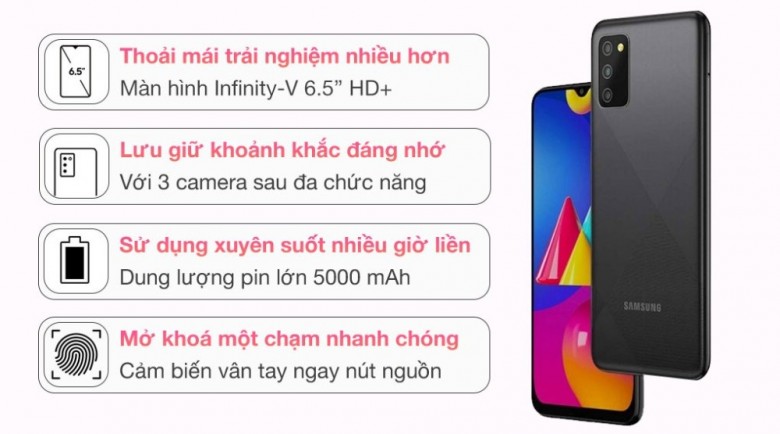 6.5"
Thoải mái trải nghiệm nhiều hơn
Màn hình Infinity-V 6.5” HD+
Lưu giữ khoảnh khắc đáng nhớ
Với 3 camera sau đa chức năng
Sử dụng xuyên suốt nhiều giờ liền
Dung lượng pin lớn 5000 mAh
Mở khoá một chạm nhanh chóng
Cảm biến vân tay ngay nút nguồn
SAMSUNG